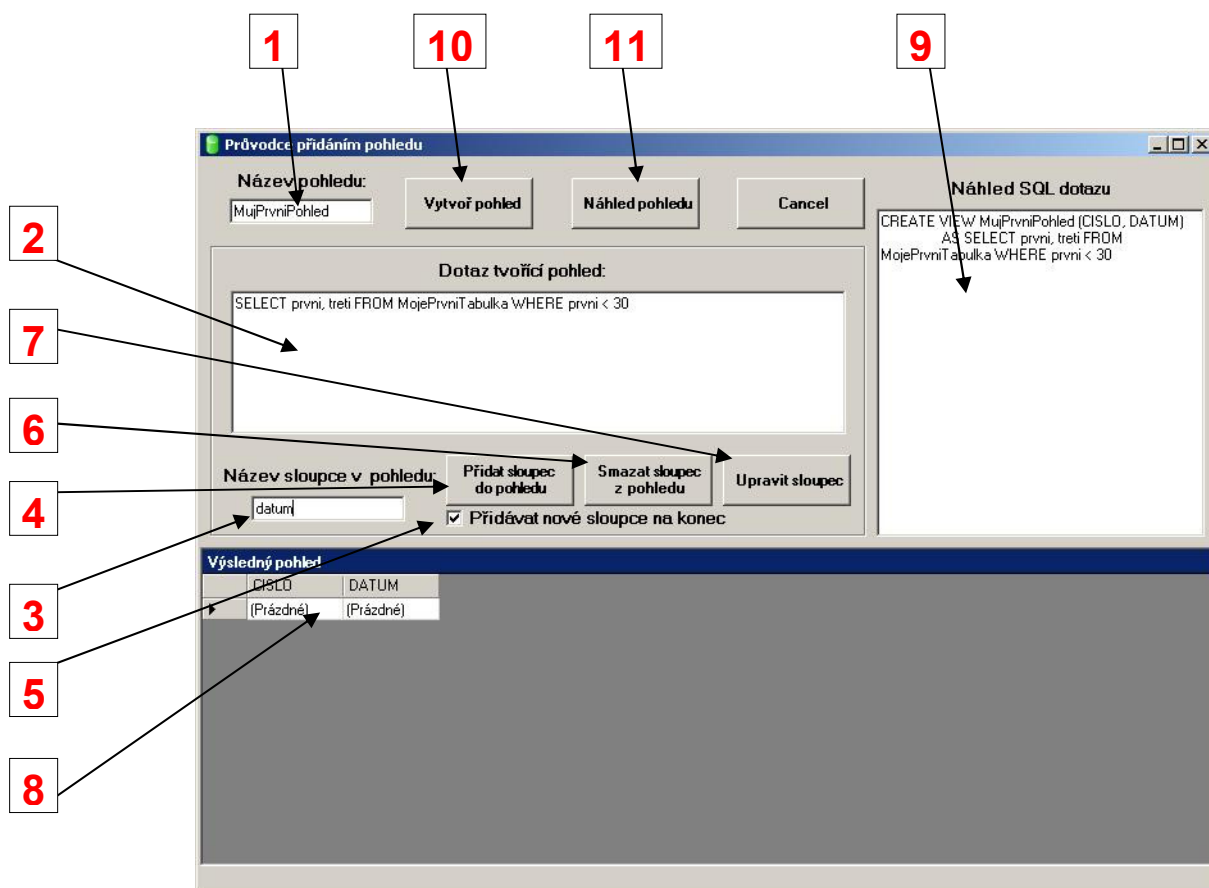 1
10
11
9
Průvodce přidáním pohledu
Název pohledu:
MujPrvniPohled
Vytvoř pohled
Náhled pohledu
Cancel
Náhled SQL dotazu
CREATE VIEW MujPrvniPohled (CISLO, DATUM)
AS SELECT prvni, treti FROM
MojePrvniTabulka WHERE prvni < 30
2
Dotaz tvořící pohled:
SELECT prvni, treti FROM MojePrvniTabulka WHERE prvni < 30
7
6
Název sloupce v pohledu:
datum
Přidat sloupec
do pohledu
Smazat sloupec
z pohledu
Upravit sloupec
4
Přidávat nové sloupce na konec
Výsledný pohled
CISLO DATUM
(Prázdné) (Prázdné)
3
5
8